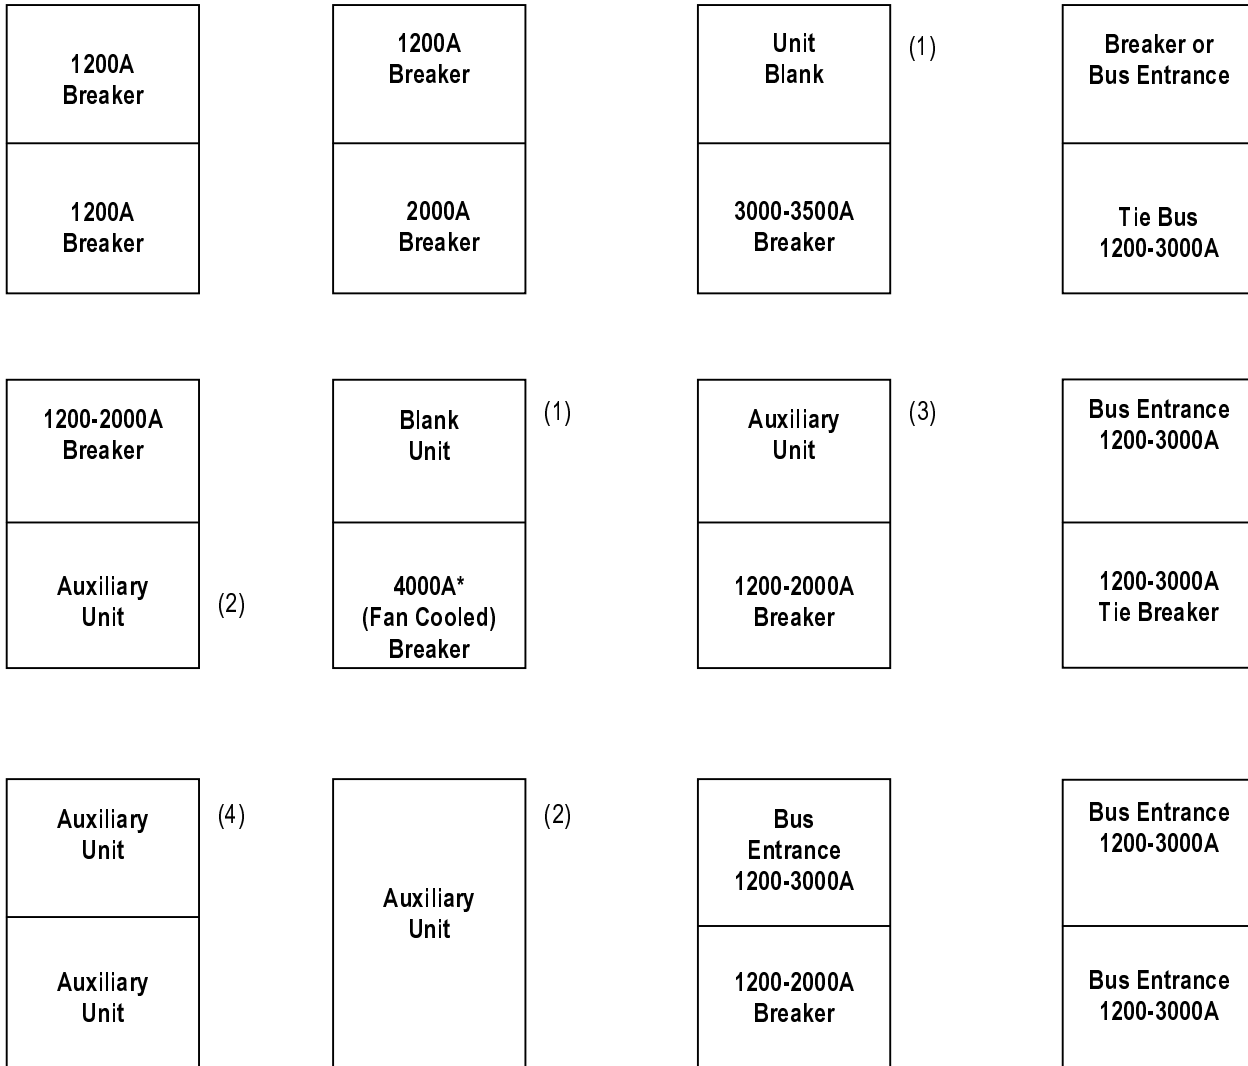 1200A
Breaker
1200A
Breaker
1200A
Breaker
2000A
Breaker
Unit
Blank
(1)
3000-3500A
Breaker
Breaker or
Bus Entrance
Tie Bus
1200-3000A
1200-2000A
Breaker
Auxiliary
Unit
(2)
Blank
Unit
(1)
4000A*
(Fan Cooled)
Breaker
Auxiliary
Unit
(3)
1200-2000A
Breaker
Bus Entrance
1200-3000A
1200-3000A
Tie Breaker
Auxiliary
Unit
(4)
Auxiliary
Unit
Auxiliary
Unit
(2)
Bus
Entrance
1200-3000A
1200-2000A
Breaker
Bus Entrance
1200-3000A
Bus Entrance
1200-3000A